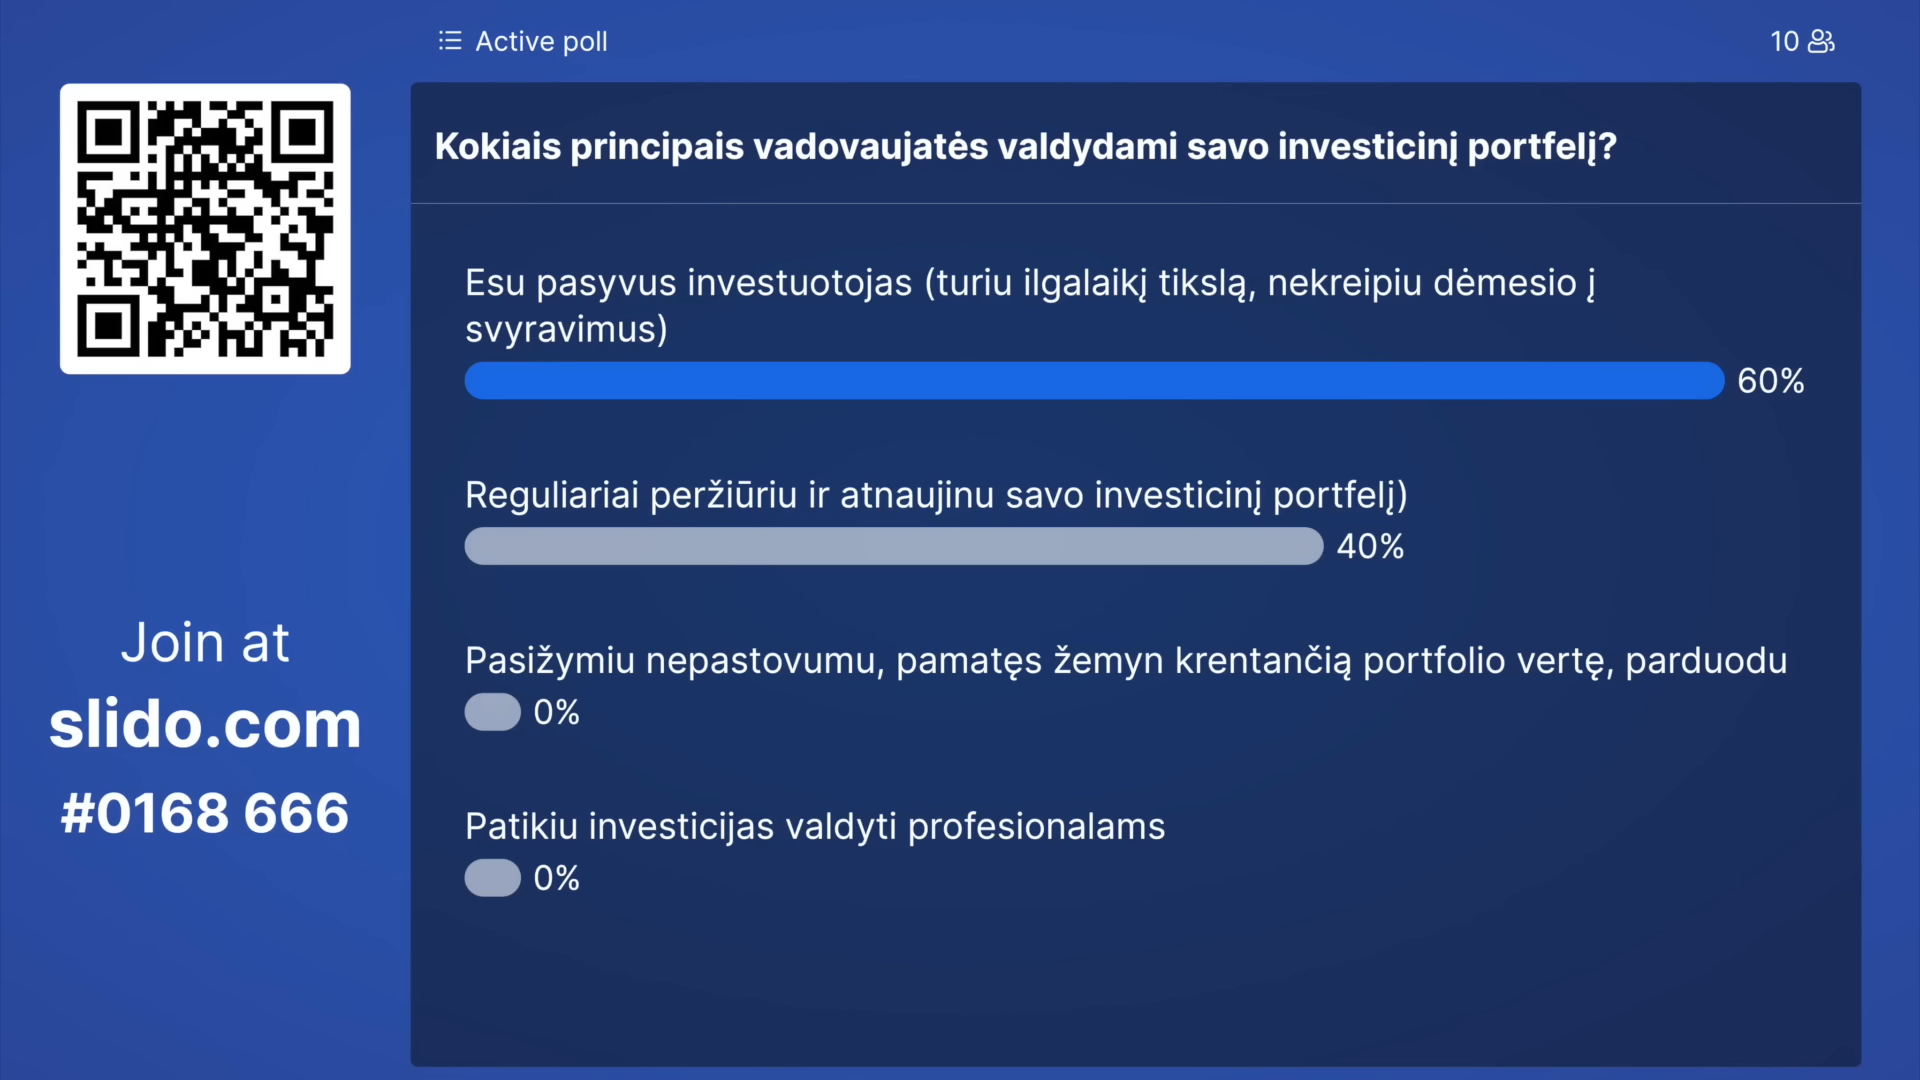 Active poll
10
Kokiais principais vadovaujatės valdydami savo investicinį portfelį?
Esu pasyvus investuotojas (turiu ilgalaikį tikslą, nekreipiu dėmesio į
svyravimus)
60%
Reguliariai peržiūriu ir atnaujinu savo investicinį portfelį)
40%
Pasižymiu nepastovumu, pamatęs žemyn krentančią portfolio vertę, parduodu
0%
Patikiu investicijas valdyti profesionalams
0%
Join at
slido.com
#0168 666